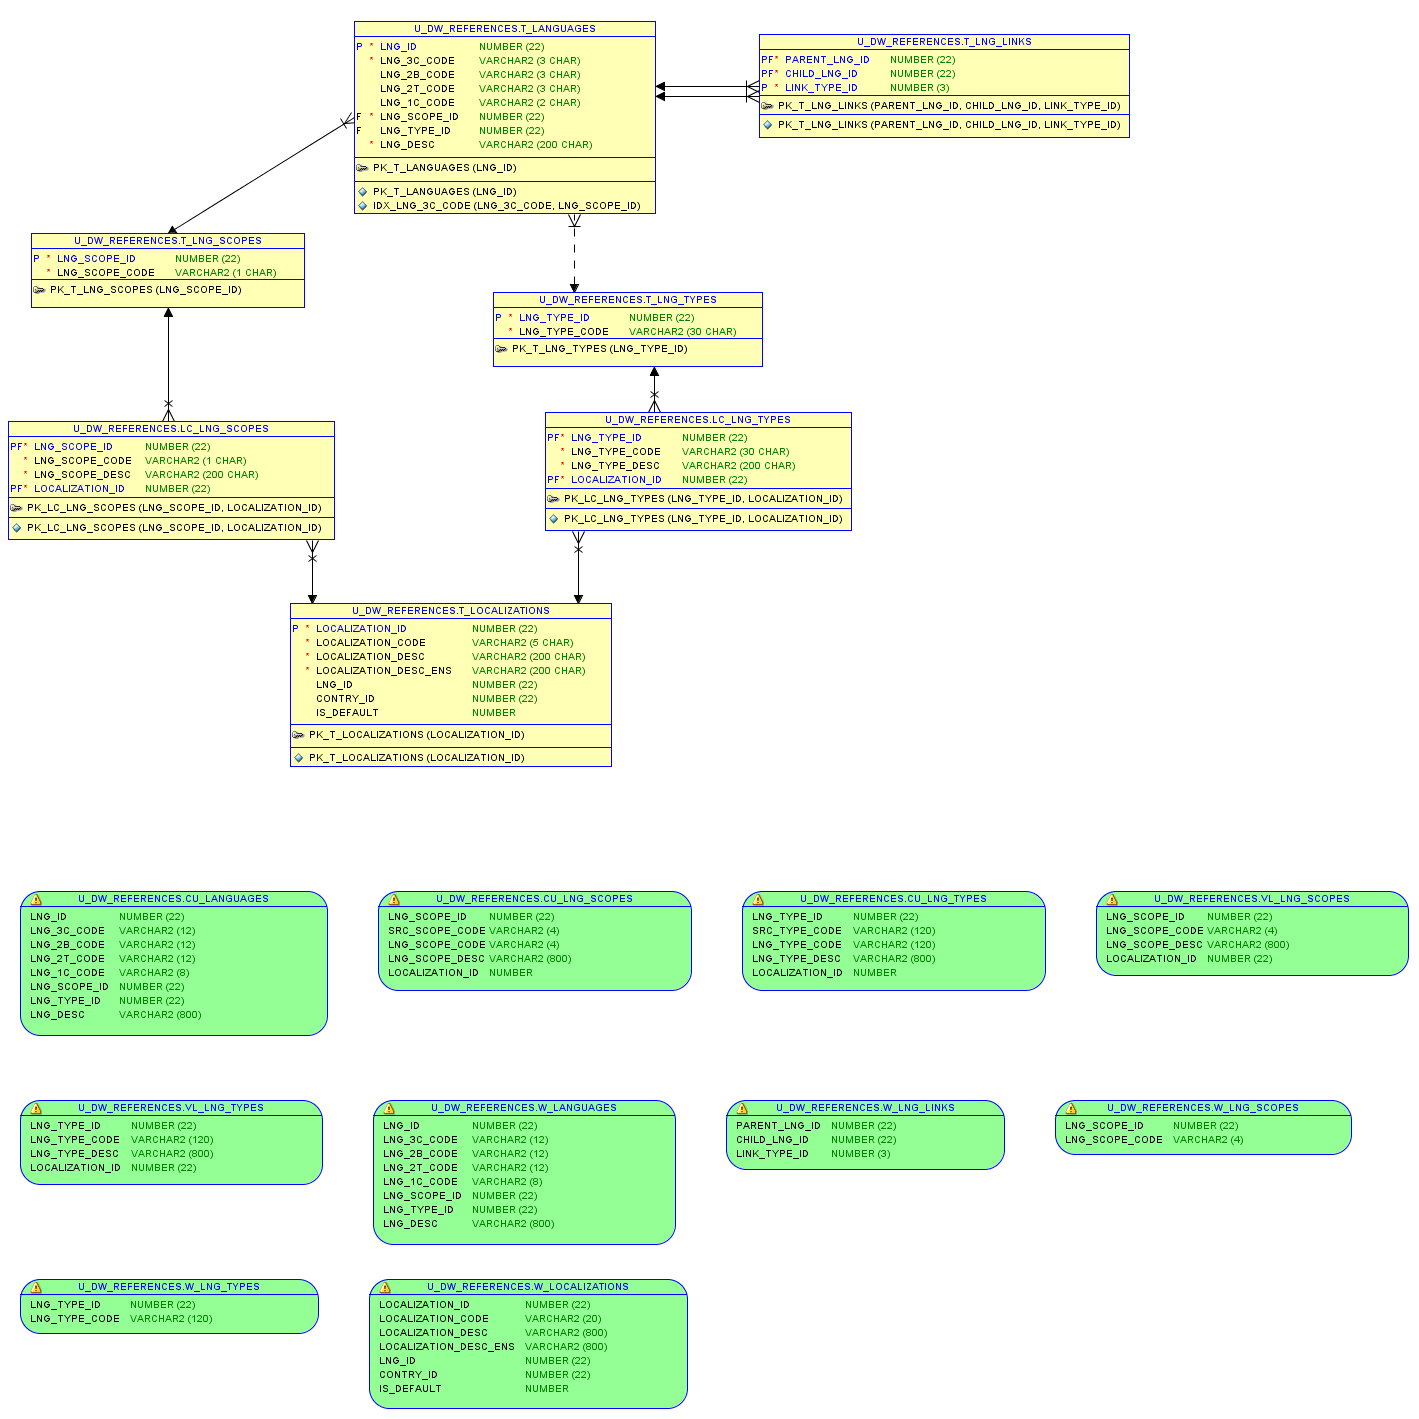 U_DW_REFERENCES.T_LANGUAGES
P * LNG_ID NUMBER (22)
* LNG_3C_CODE VARCHAR2 (3 CHAR)
LNG_2B_CODE VARCHAR2 (3 CHAR)
LNG_2T_CODE VARCHAR2 (3 CHAR)
LNG_1C_CODE VARCHAR2 (2 CHAR)
F * LNG_SCOPE_ID NUMBER (22)
F LNG_TYPE_ID NUMBER (22)
* LNG_DESC VARCHAR2 (200 CHAR)
PK_T_LANGUAGES (LNG_ID)
PK_T_LANGUAGES (LNG_ID)
IDX_LNG_3C_CODE (LNG_3C_CODE, LNG_SCOPE_ID)
U_DW_REFERENCES.T_LNG_LINKS
PF* PARENT_LNG_ID NUMBER (22)
PF* CHILD_LNG_ID NUMBER (22)
P * LINK_TYPE_ID NUMBER (3)
PK_T_LNG_LINKS (PARENT_LNG_ID, CHILD_LNG_ID, LINK_TYPE_ID)
PK_T_LNG_LINKS (PARENT_LNG_ID, CHILD_LNG_ID, LINK_TYPE_ID)
U_DW_REFERENCES.T_LNG_SCOPES
P * LNG_SCOPE_ID NUMBER (22)
* LNG_SCOPE_CODE VARCHAR2 (1 CHAR)
PK_T_LNG_SCOPES (LNG_SCOPE_ID)
U_DW_REFERENCES.T_LNG_TYPES
P * LNG_TYPE_ID NUMBER (22)
* LNG_TYPE_CODE VARCHAR2 (30 CHAR)
PK_T_LNG_TYPES (LNG_TYPE_ID)
U_DW_REFERENCES.LC_LNG_SCOPES
PF* LNG_SCOPE_ID NUMBER (22)
* LNG_SCOPE_CODE VARCHAR2 (1 CHAR)
* LNG_SCOPE_DESC VARCHAR2 (200 CHAR)
PF* LOCALIZATION_ID NUMBER (22)
PK_LC_LNG_SCOPES (LNG_SCOPE_ID, LOCALIZATION_ID)
PK_LC_LNG_SCOPES (LNG_SCOPE_ID, LOCALIZATION_ID)
U_DW_REFERENCES.LC_LNG_TYPES
PF* LNG_TYPE_ID NUMBER (22)
* LNG_TYPE_CODE VARCHAR2 (30 CHAR)
* LNG_TYPE_DESC VARCHAR2 (200 CHAR)
PF* LOCALIZATION_ID NUMBER (22)
PK_LC_LNG_TYPES (LNG_TYPE_ID, LOCALIZATION_ID)
PK_LC_LNG_TYPES (LNG_TYPE_ID, LOCALIZATION_ID)
U_DW_REFERENCES.T_LOCALIZATIONS
P * LOCALIZATION_ID NUMBER (22)
* LOCALIZATION_CODE VARCHAR2 (5 CHAR)
* LOCALIZATION_DESC VARCHAR2 (200 CHAR)
* LOCALIZATION_DESC_ENS VARCHAR2 (200 CHAR)
LNG_ID NUMBER (22)
CONTRY_ID NUMBER (22)
IS_DEFAULT NUMBER
PK_T_LOCALIZATIONS (LOCALIZATION_ID)
PK_T_LOCALIZATIONS (LOCALIZATION_ID)
U_DW_REFERENCES.CU_LANGUAGES
LNG_ID NUMBER (22)
LNG_3C_CODE VARCHAR2 (12)
LNG_2B_CODE VARCHAR2 (12)
LNG_2T_CODE VARCHAR2 (12)
LNG_1C_CODE VARCHAR2 (8)
LNG_SCOPE_ID NUMBER (22)
LNG_TYPE_ID NUMBER (22)
LNG_DESC VARCHAR2 (800)
U_DW_REFERENCES.CU_LNG_SCOPES
LNG_SCOPE_ID NUMBER (22)
SRC_SCOPE_CODE VARCHAR2 (4)
LNG_SCOPE_CODE VARCHAR2 (4)
LNG_SCOPE_DESC VARCHAR2 (800)
LOCALIZATION_ID NUMBER
U_DW_REFERENCES.CU_LNG_TYPES
LNG_TYPE_ID NUMBER (22)
SRC_TYPE_CODE VARCHAR2 (120)
LNG_TYPE_CODE VARCHAR2 (120)
LNG_TYPE_DESC VARCHAR2 (800)
LOCALIZATION_ID NUMBER
U_DW_REFERENCES.VL_LNG_SCOPES
LNG_SCOPE_ID NUMBER (22)
LNG_SCOPE_CODE VARCHAR2 (4)
LNG_SCOPE_DESC VARCHAR2 (800)
LOCALIZATION_ID NUMBER (22)
U_DW_REFERENCES.VL_LNG_TYPES
LNG_TYPE_ID NUMBER (22)
LNG_TYPE_CODE VARCHAR2 (120)
LNG_TYPE_DESC VARCHAR2 (800)
LOCALIZATION_ID NUMBER (22)
U_DW_REFERENCES.W_LANGUAGES
LNG_ID NUMBER (22)
LNG_3C_CODE VARCHAR2 (12)
LNG_2B_CODE VARCHAR2 (12)
LNG_2T_CODE VARCHAR2 (12)
LNG_1C_CODE VARCHAR2 (8)
LNG_SCOPE_ID NUMBER (22)
LNG_TYPE_ID NUMBER (22)
LNG_DESC VARCHAR2 (800)
U_DW_REFERENCES.W_LNG_LINKS
PARENT_LNG_ID NUMBER (22)
CHILD_LNG_ID NUMBER (22)
LINK_TYPE_ID NUMBER (3)
U_DW_REFERENCES.W_LNG_SCOPES
LNG_SCOPE_ID NUMBER (22)
LNG_SCOPE_CODE VARCHAR2 (4)
U_DW_REFERENCES.W_LNG_TYPES
LNG_TYPE_ID NUMBER (22)
LNG_TYPE_CODE VARCHAR2 (120)
U_DW_REFERENCES.W_LOCALIZATIONS
LOCALIZATION_ID NUMBER (22)
LOCALIZATION_CODE VARCHAR2 (20)
LOCALIZATION_DESC VARCHAR2 (800)
LOCALIZATION_DESC_ENS VARCHAR2 (800)
LNG_ID NUMBER (22)
CONTRY_ID NUMBER (22)
IS_DEFAULT NUMBER